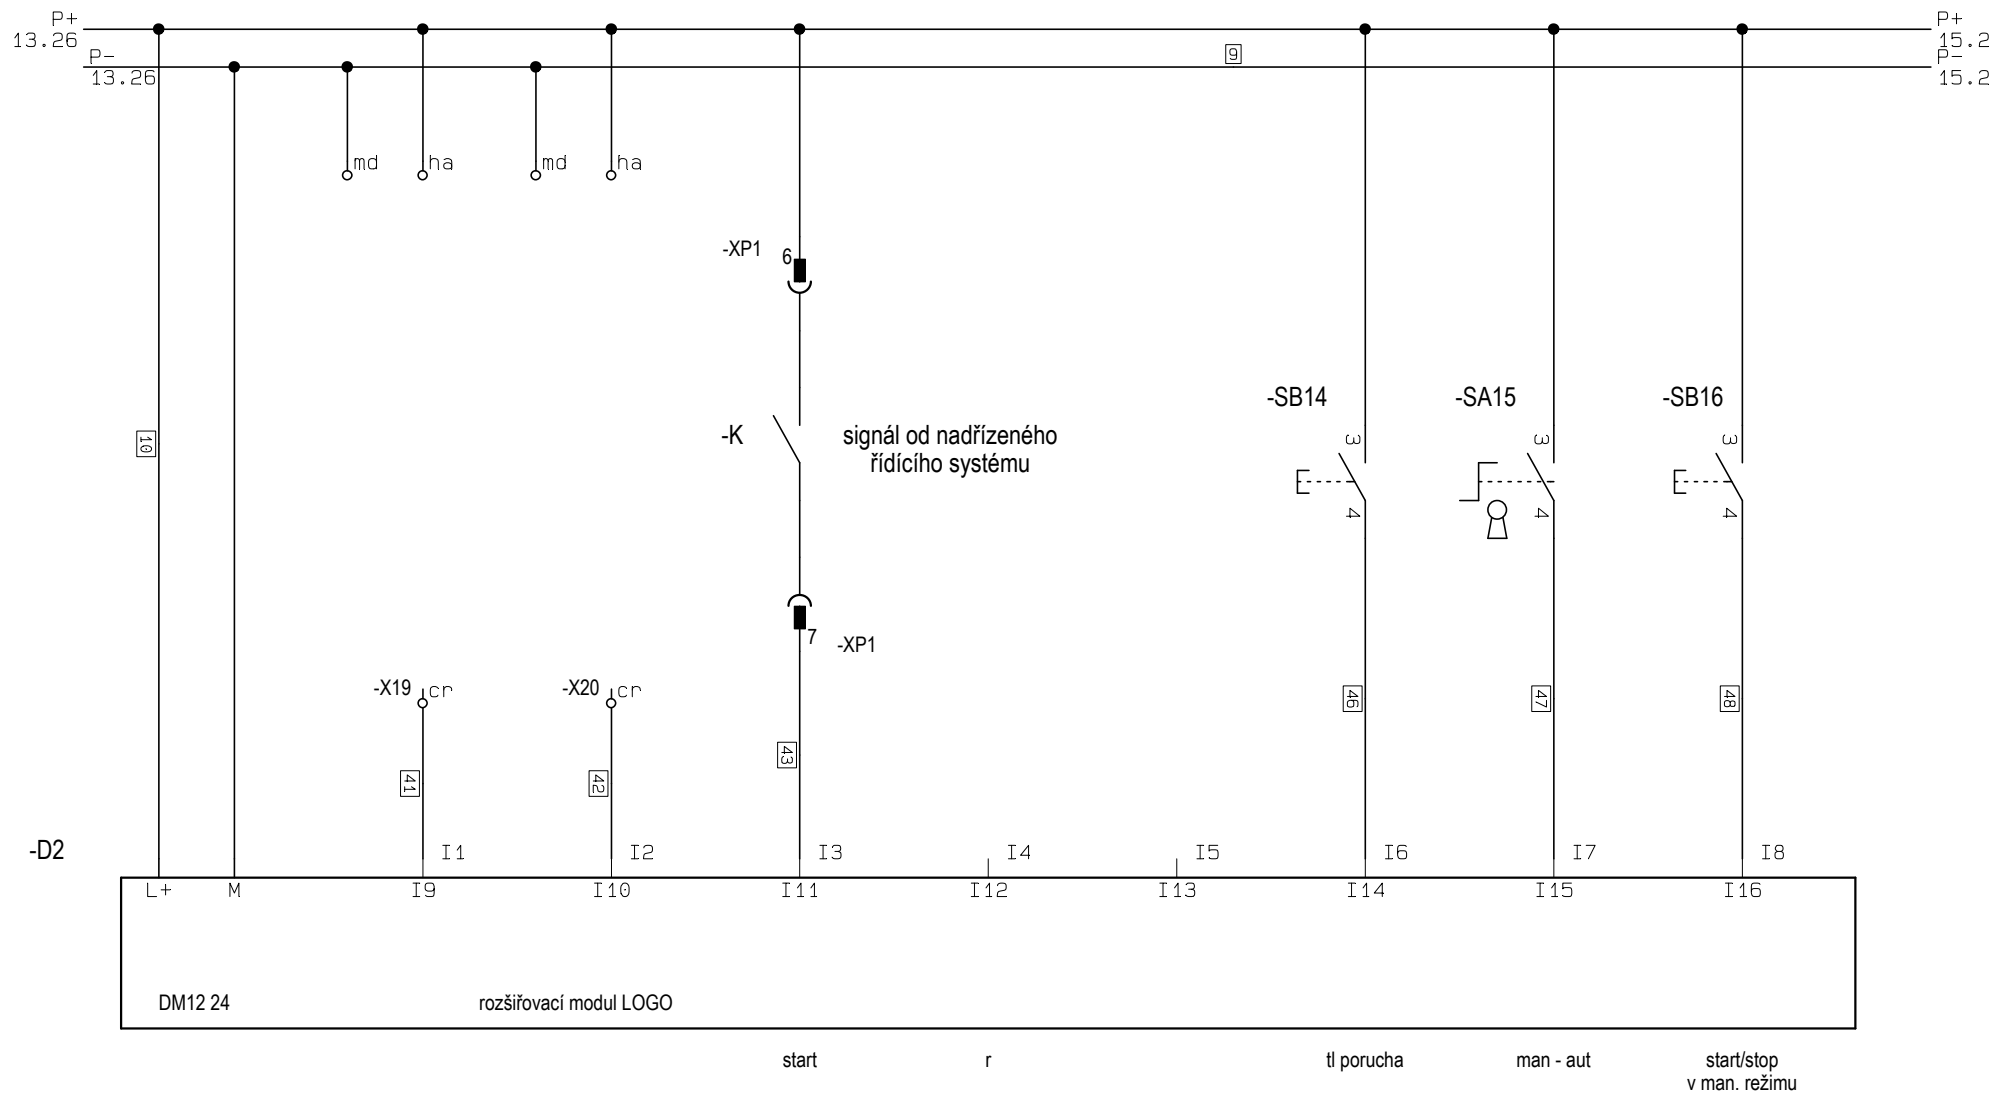 P+
13.26
P-
13.26
P+
15.2
P-
15.2
9
md
ha
md
ha
-XP1
6
-SB14
-SA15
-SB16
-K
signál od nadřízeného
řídícího systému
10
3
4
3
4
3
4
7
-XP1
-X19
cr
-X20
cr
41
42
43
46
47
48
-D2
I1
I2
I3
I4
I5
I6
I7
I8
L+
M
I9
I10
I11
I12
I13
I14
I15
I16
DM12 24
rozšiřovací modul LOGO
start
r
tl porucha
man - aut
start/stop
v man. režimu